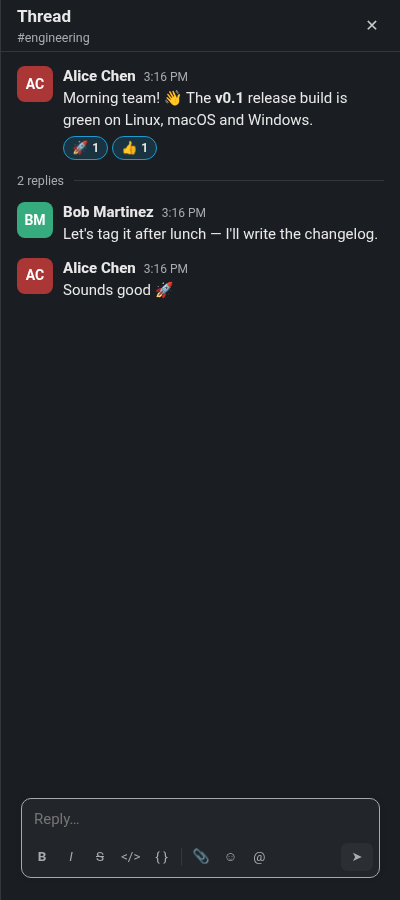 Thread
#engineering
✕
AC
Alice Chen 3:16 PM
Morning team! 👋 The v0.1 release build is
green on Linux, macOS and Windows.
🚀 1 👍 1
2 replies
BM
Bob Martinez 3:16 PM
Let's tag it after lunch — I'll write the changelog.
AC
Alice Chen 3:16 PM
Sounds good 🚀
Reply…
B I S </> { } 📎 ☺ @ ➤